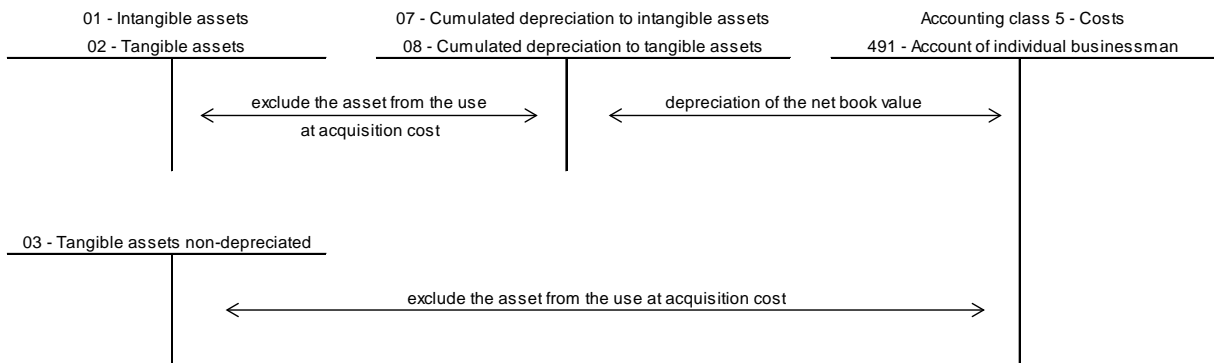 01 - Intangible assets
02 - Tangible assets
07 - Cumulated depreciation to intangible assets
08 - Cumulated depreciation to tangible assets
Accounting class 5 - Costs
491 - Account of individual businessman
exclude the asset from the use
at acquisition cost
depreciation of the net book value
03 - Tangible assets non-depreciated
exclude the asset from the use at acquisition cost